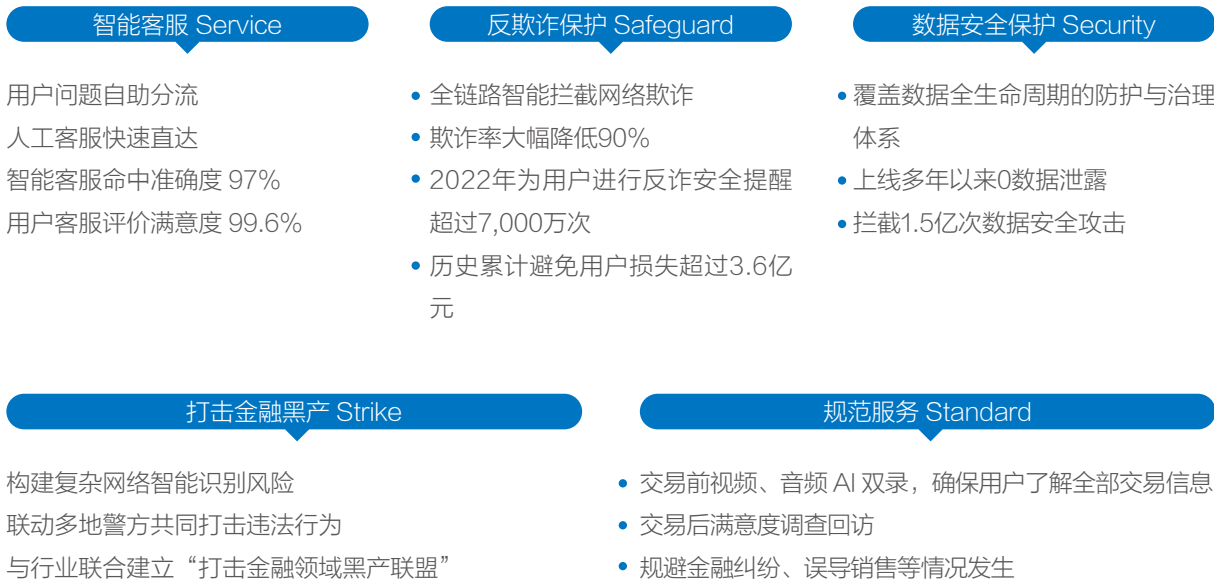 智能客服 Service
用户问题自助分流
人工客服快速直达
智能客服命中准确度 97%
用户客服评价满意度 99.6%
反欺诈保护 Safeguard
全链路智能拦截网络欺诈
欺诈率大幅降低90%
2022年为用户进行反诈安全提醒
超过7,000万次
历史累计避免用户损失超过3.6亿
元
数据安全保护 Security
覆盖数据全生命周期的防护与治理
体系
上线多年以来0数据泄露
拦截1.5亿次数据安全攻击
打击金融黑产 Strike
构建复杂网络智能识别风险
联动多地警方共同打击违法行为
与行业联合建立“打击金融领域黑产联盟”
规范服务 Standard
交易前视频、音频 AI 双录，确保用户了解全部交易信息
交易后满意度调查回访
规避金融纠纷、误导销售等情况发生